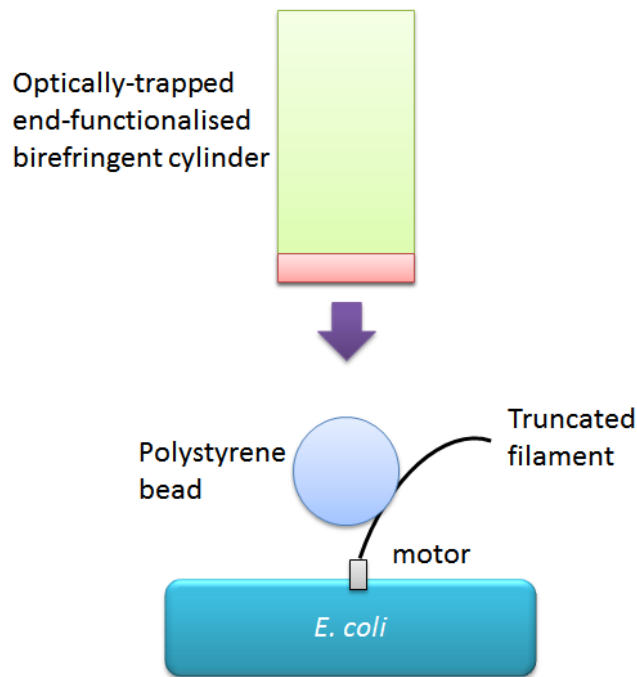 Optically-trapped
end-functionalised
birefringent cylinder
Truncated
filament
Polystyrene
bead
motor
E. coli